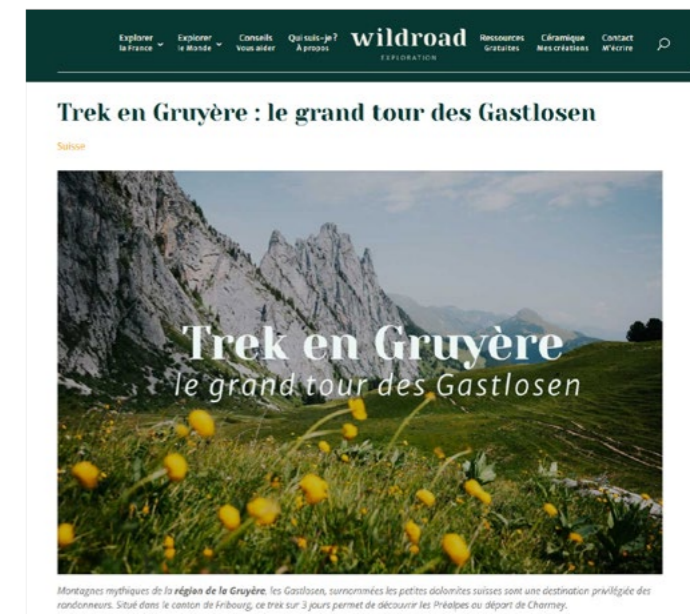 Explorer Explorer Conseils Qui suis-je ? wildroad Ressources Céramique Contact
la France le Monde Vous aider À propos EXPLORATION Gratuites Mes créations M'écrire
Trek en Gruyère : le grand tour des Gastlosen
Suisse
Trek en Gruyère
le grand tour des Gastlosen
Montagnes mythiques de la région de la Gruyère, les Gastlosen, surnommées les petites dolomites suisses sont une destination privilégiée des
randonneurs. Situé dans le canton de Fribourg, ce trek sur 3 jours permet de découvrir les Préalpes au départ de Charmey.